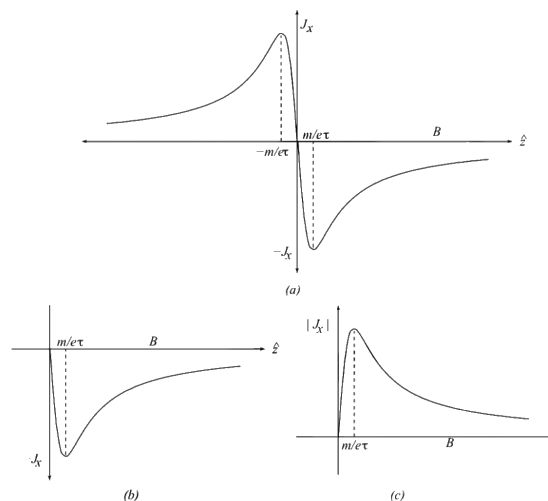 J_x
m/eτ B ẑ
−m/eτ
−J_x
(a)
m/eτ B ẑ
J_x
(b)
|J_x|
m/eτ B
(c)